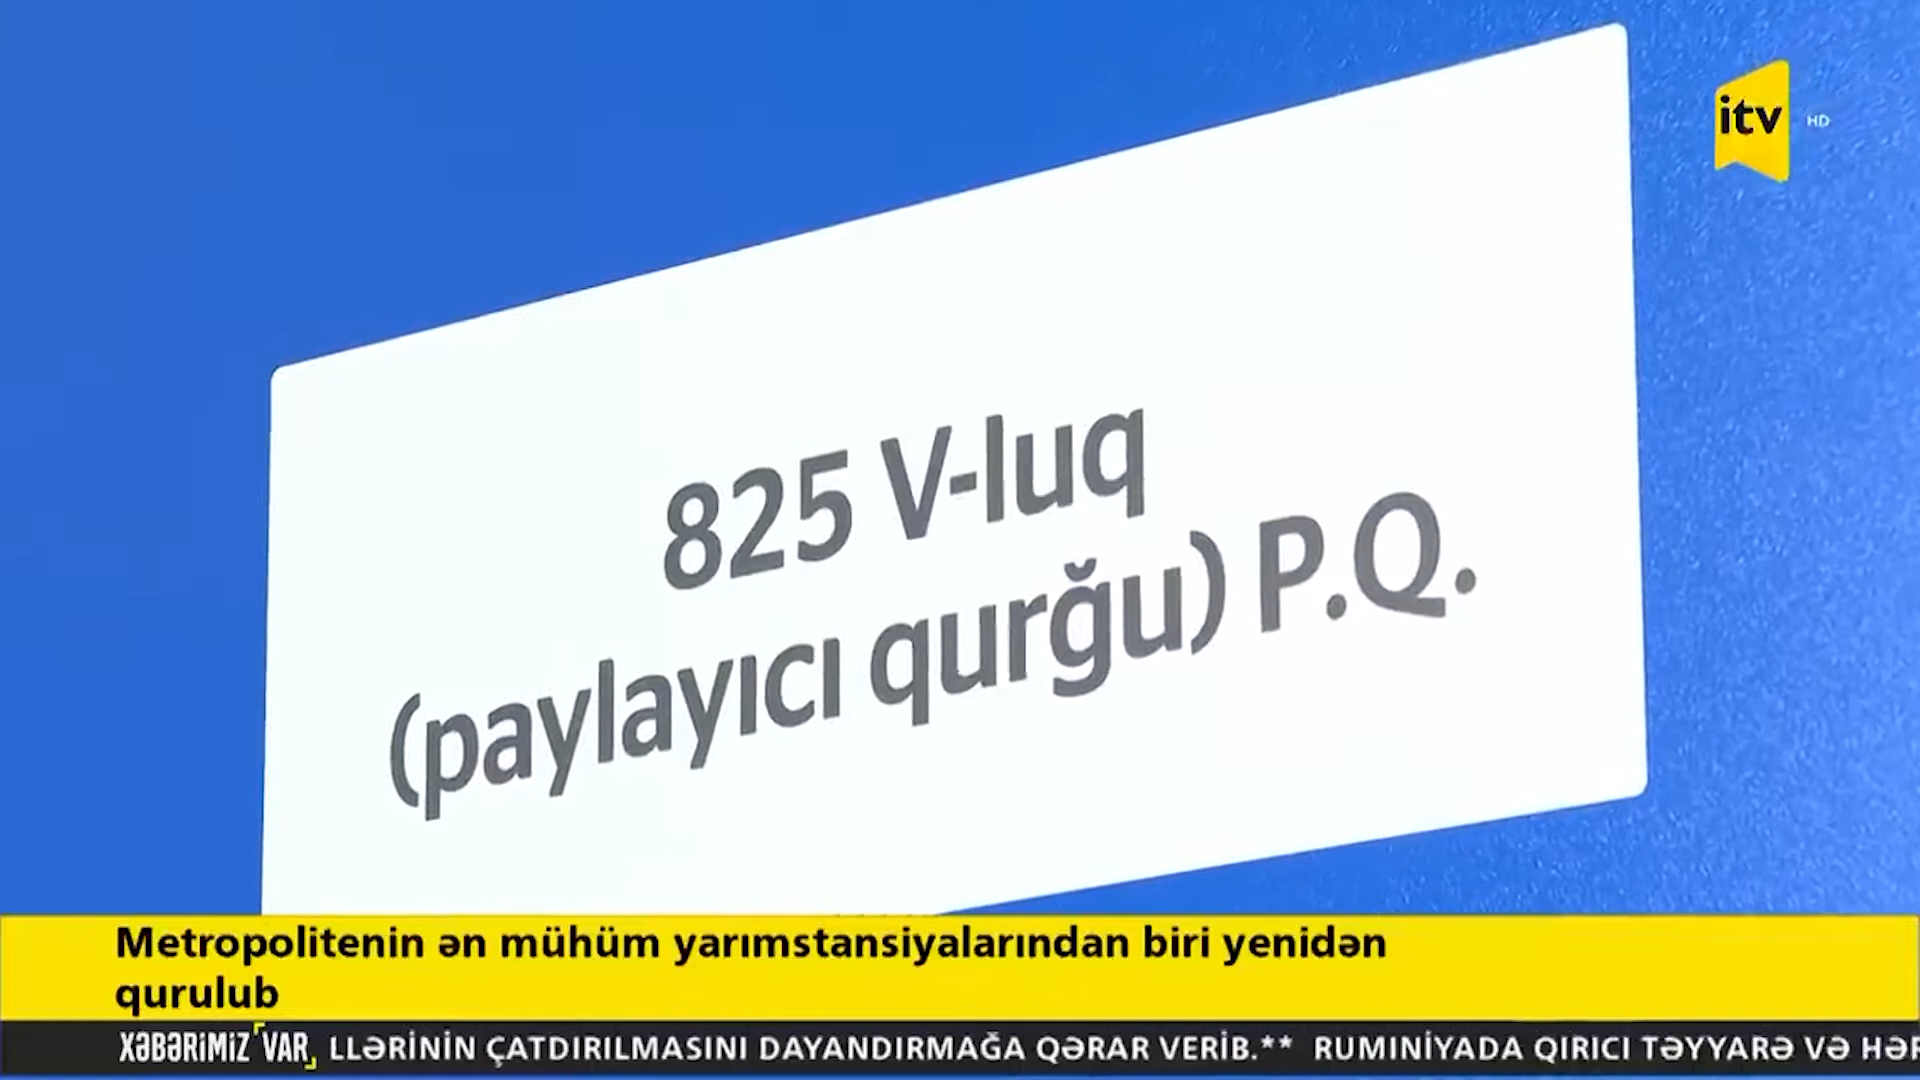 itv HD
825 V-luq
(paylayıcı qurğu) P.Q.
Metropolitenin ən mühüm yarımstansiyalarından biri yenidən
qurulub
XƏBƏRİMİZ VAR, LLƏRİNİN ÇATDIRILMASINI DAYANDIRMAĞA QƏRAR VERİB.** RUMINİYADA QIRICI TƏYYARƏ VƏ HƏR